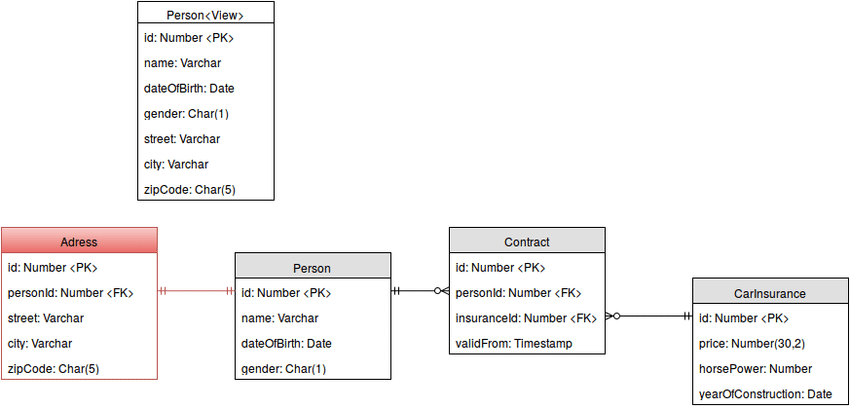 Person<View>
id: Number <PK>
name: Varchar
dateOfBirth: Date
gender: Char(1)
street: Varchar
city: Varchar
zipCode: Char(5)
Adress
id: Number <PK>
personId: Number <FK>
street: Varchar
city: Varchar
zipCode: Char(5)
Person
id: Number <PK>
name: Varchar
dateOfBirth: Date
gender: Char(1)
Contract
id: Number <PK>
personId: Number <FK>
insuranceId: Number <FK>
validFrom: Timestamp
CarInsurance
id: Number <PK>
price: Number(30,2)
horsePower: Number
yearOfConstruction: Date